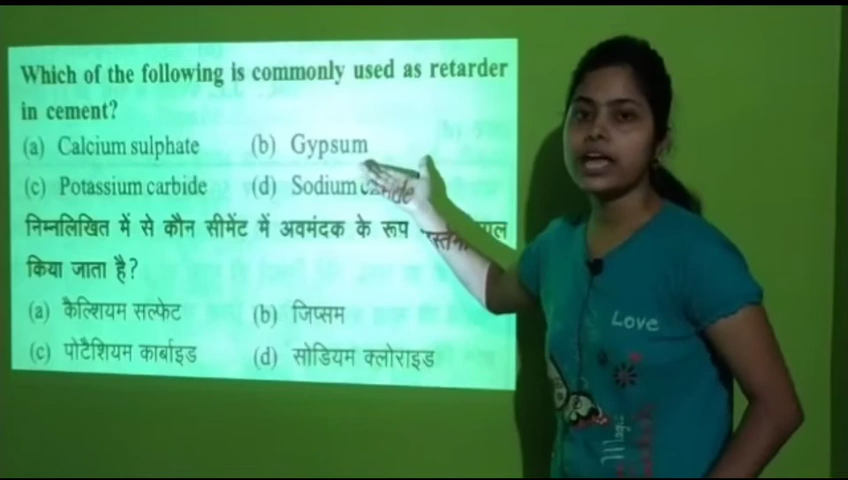 Which of the following is commonly used as retarder
in cement?
(a) Calcium sulphate (b) Gypsum
(c) Potassium carbide (d) Sodium
निम्नलिखित में से कौन सीमेंट में अवमंदक के रूप
किया जाता है?
(a) कैल्शियम सल्फेट (b) जिप्सम
(c) पोटैशियम कार्बाइड (d) सोडियम क्लोराइड
Love
Magic